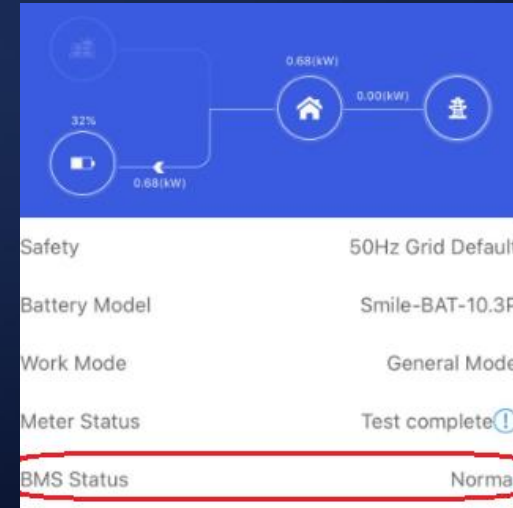 0.68(kW)
0.00(kW)
32%
0.68(kW)
Safety 50Hz Grid Default
Battery Model Smile-BAT-10.3P
Work Mode General Mode
Meter Status Test complete
BMS Status Norma